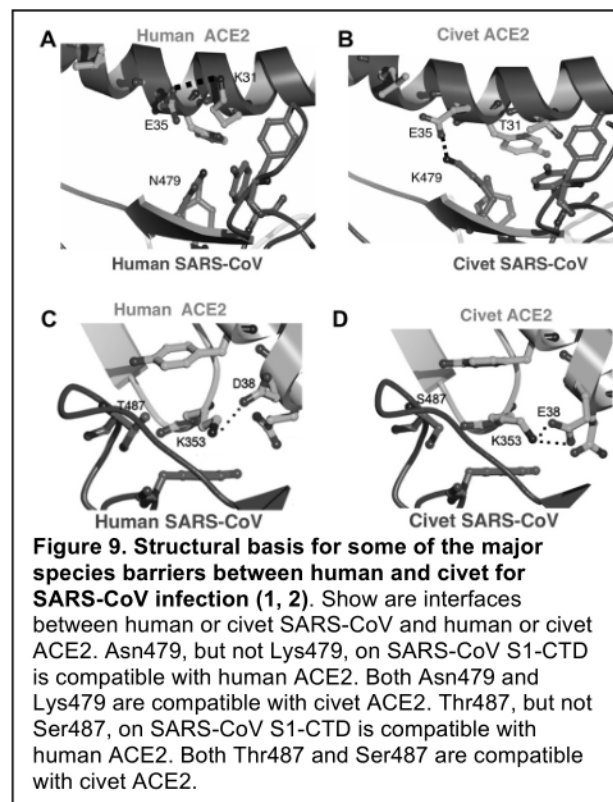 A Human ACE2
B Civet ACE2
K31
E35
N479
E35
T31
K479
Human SARS-CoV
Civet SARS-CoV
C Human ACE2
D Civet ACE2
D38
T487
K353
S487
E38
K353
Human SARS-CoV
Civet SARS-CoV
Figure 9. Structural basis for some of the major
species barriers between human and civet for
SARS-CoV infection (1, 2). Show are interfaces
between human or civet SARS-CoV and human or civet
ACE2. Asn479, but not Lys479, on SARS-CoV S1-CTD
is compatible with human ACE2. Both Asn479 and
Lys479 are compatible with civet ACE2. Thr487, but not
Ser487, on SARS-CoV S1-CTD is compatible with
human ACE2. Both Thr487 and Ser487 are compatible
with civet ACE2.